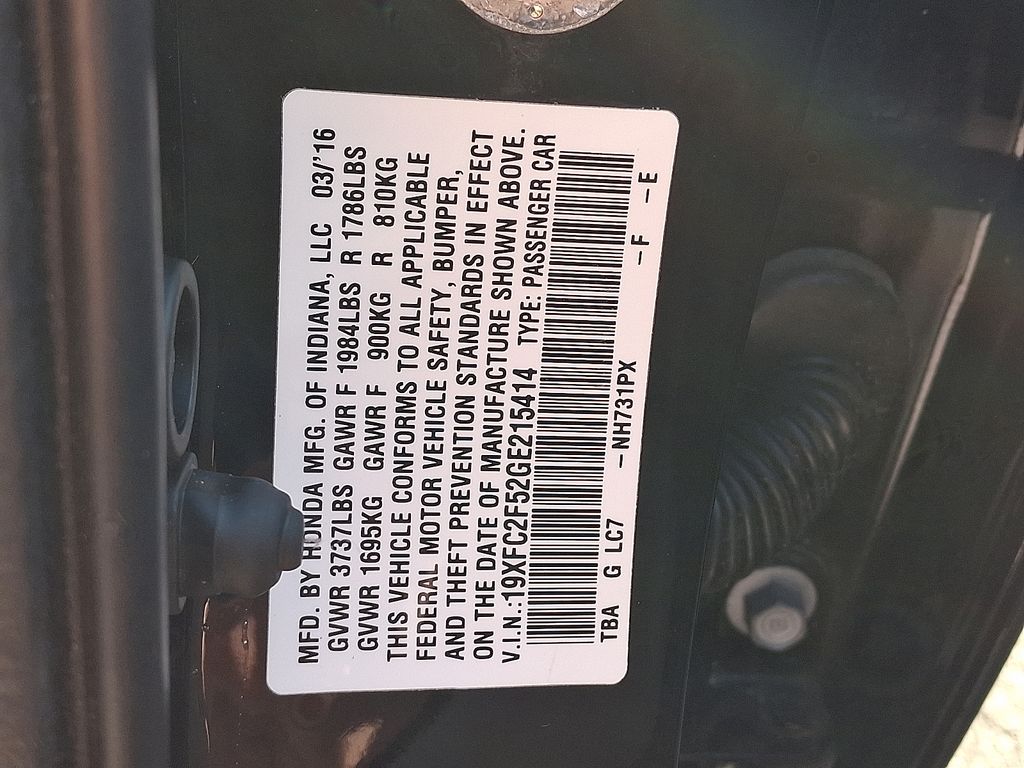 MFD. BY HONDA MFG. OF INDIANA, LLC 03/'16
GVWR 3737LBS GAWR F 1984LBS R 1786LBS
GVWR 1695KG GAWR F 900KG R 810KG
THIS VEHICLE CONFORMS TO ALL APPLICABLE
FEDERAL MOTOR VEHICLE SAFETY, BUMPER,
AND THEFT PREVENTION STANDARDS IN EFFECT
ON THE DATE OF MANUFACTURE SHOWN ABOVE.
V.I.N.:19XFC2F52GE215414 TYPE: PASSENGER CAR
TBA G LC7 –NH731PX –F –E